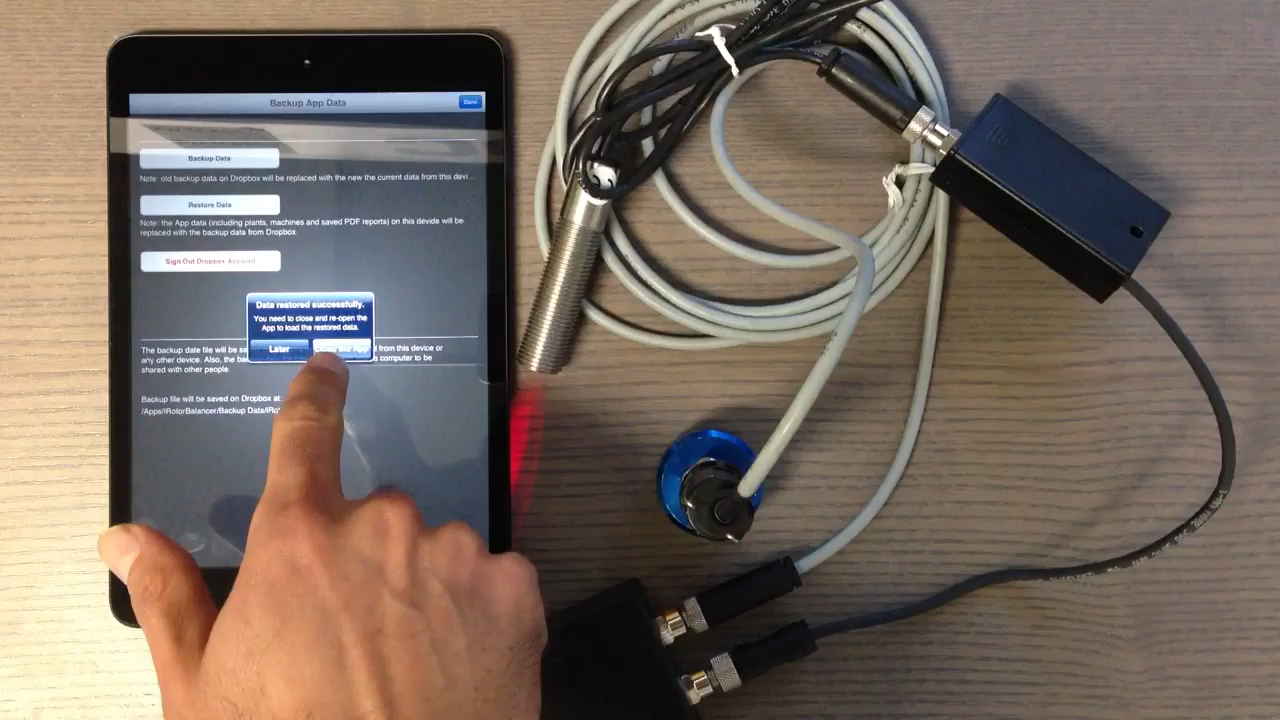 Backup App Data
Done
Backup Data
Note: old backup data on Dropbox will be replaced with the new the current data from this devi...
Restore Data
Note: the App data (including plants, machines and saved PDF reports) on this devide will be
replaced with the backup data from Dropbox.
Sign Out Dropbox Account
Data restored successfully.
You need to close and re-open the
App to load the restored data.
Later
The backup date file will be from this device or
any other device. Also, the computer to be
shared with other people
Backup file will be saved on Dropbox at
/Apps/iRotorBalancer/Backup Data/